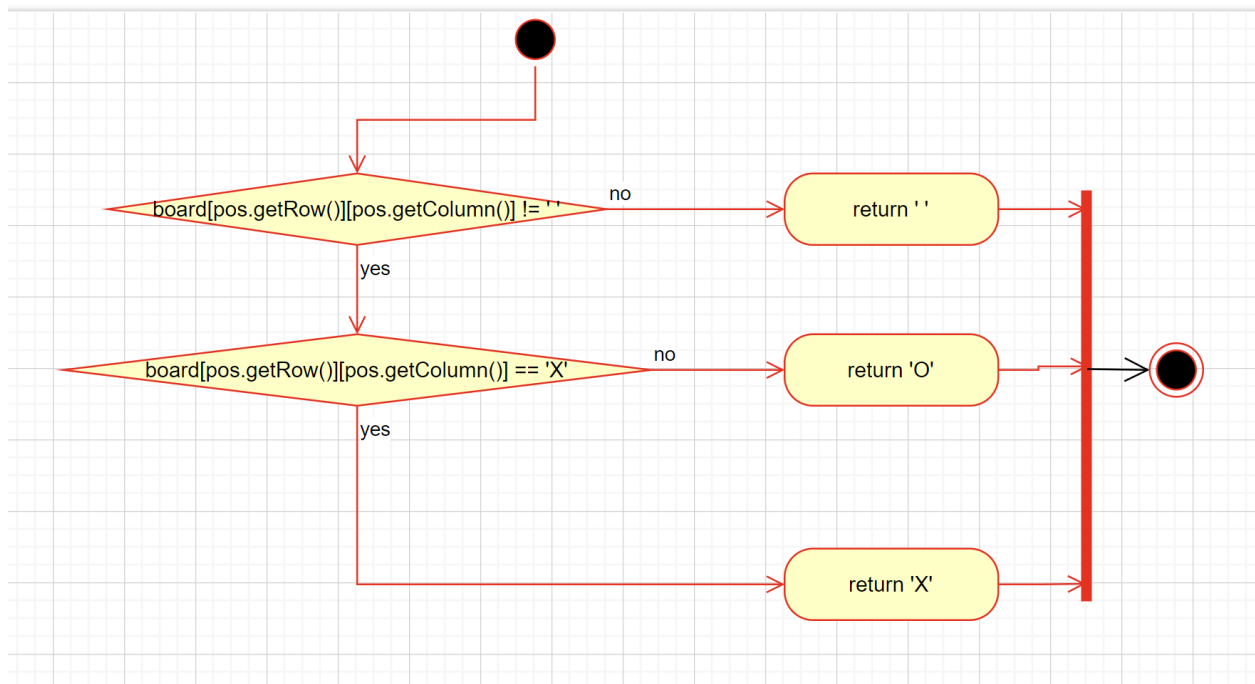 board[pos.getRow()][pos.getColumn()] != ' '
no
return ' '
yes
board[pos.getRow()][pos.getColumn()] == 'X'
no
return 'O'
yes
return 'X'